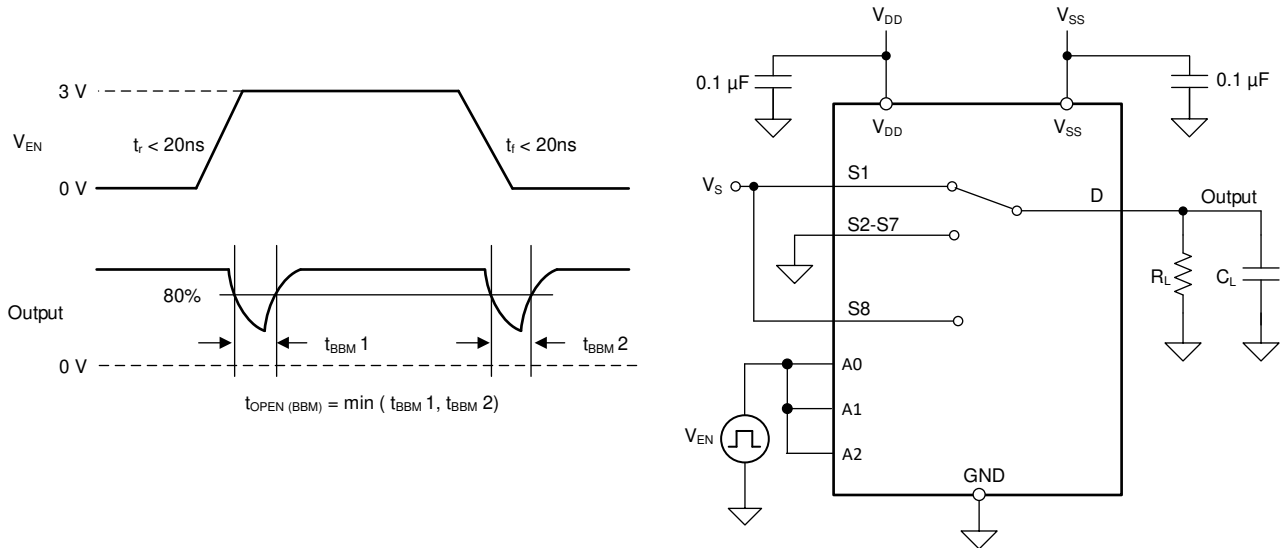 3 V
V_EN
t_r < 20ns
t_f < 20ns
0 V
80%
Output
t_BBM 1
t_BBM 2
0 V
t_OPEN (BBM) = min ( t_BBM 1, t_BBM 2)
V_DD
V_SS
0.1 µF
0.1 µF
V_DD
V_SS
V_S
S1
D
Output
S2-S7
R_L
C_L
S8
A0
A1
V_EN
A2
GND